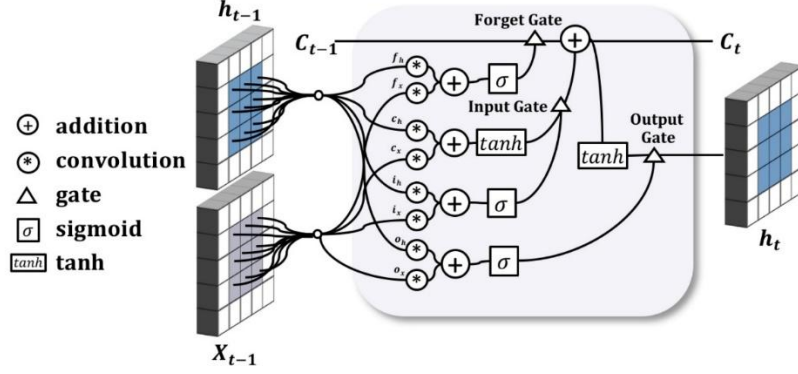 h_{t−1}
Forget Gate
C_{t−1}
C_t
f_h
f_x
σ
Input Gate
Output
Gate
c_h
c_x
tanh
tanh
i_h
i_x
σ
o_h
o_x
σ
addition
convolution
gate
σ sigmoid
tanh tanh
X_{t−1}
h_t